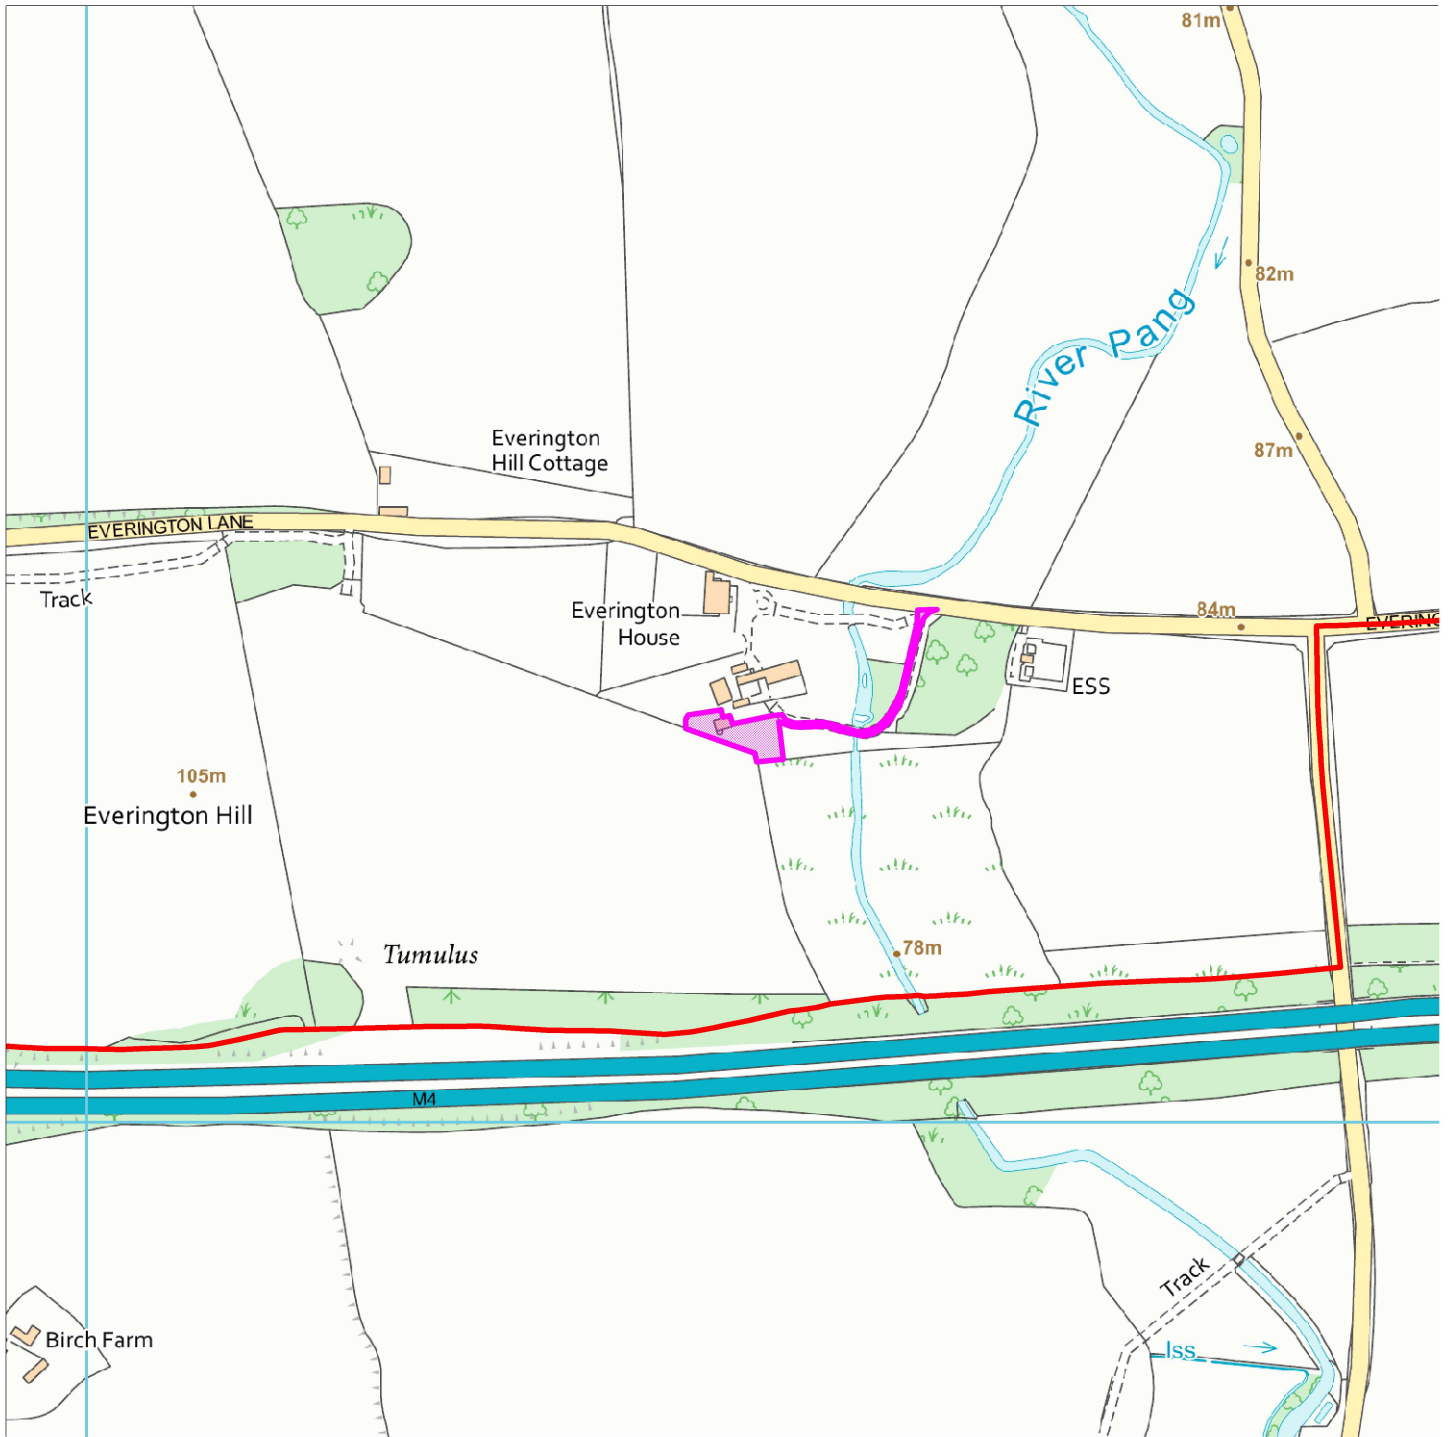 81m
82m
River Pang
87m
Everington
Hill Cottage
EVERINGTON LANE
Track
Everington
House
84m
EVERING
ESS
105m
Everington Hill
Tumulus
78m
M4
Track
Iss
Birch Farm